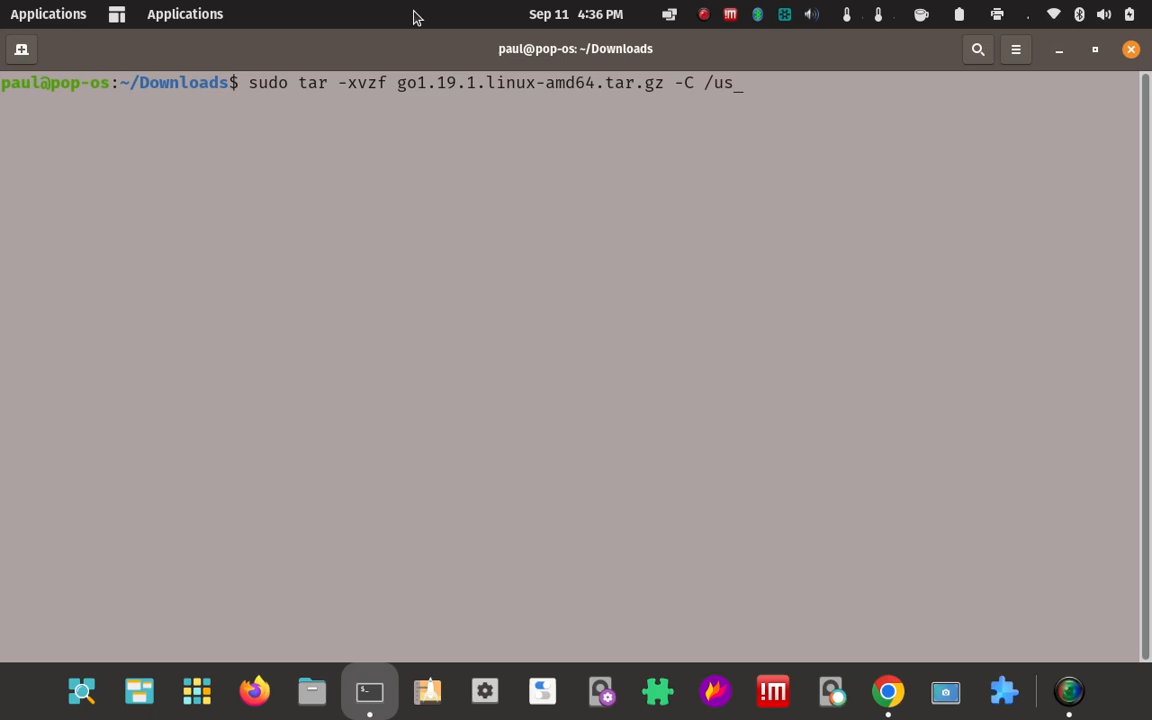 Applications Applications Sep 11 4:36 PM
paul@pop-os: ~/Downloads
paul@pop-os:~/Downloads$ sudo tar -xvzf go1.19.1.linux-amd64.tar.gz -C /us_